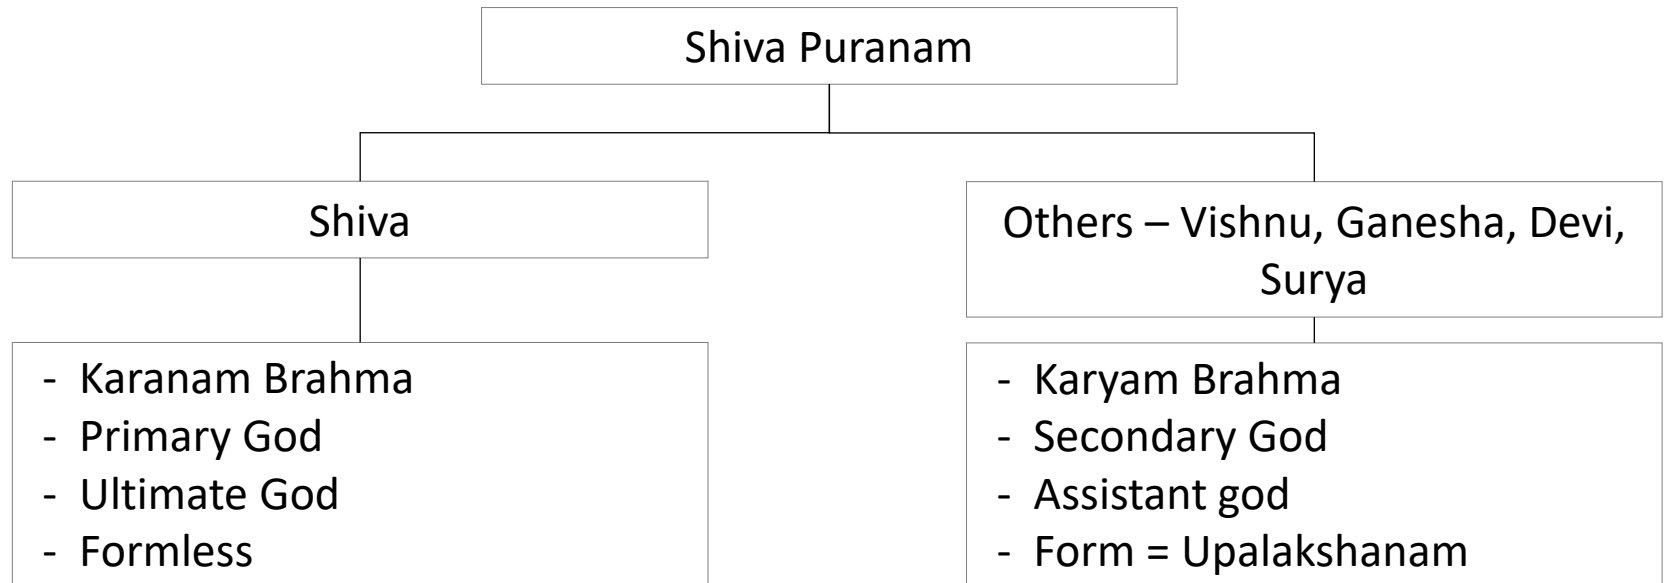 Shiva Puranam
Shiva
Others – Vishnu, Ganesha, Devi,
Surya
- Karanam Brahma
- Primary God
- Ultimate God
- Formless
- Karyam Brahma
- Secondary God
- Assistant god
- Form = Upalakshanam